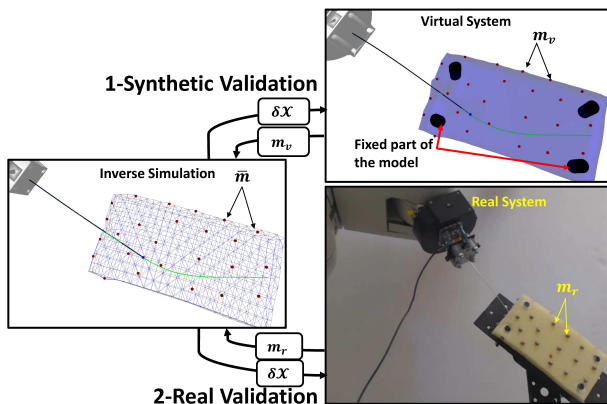 Virtual System
m_v
1-Synthetic Validation
δX
m_v
Fixed part of
the model
Inverse Simulation
m̄
Real System
m_r
m_r
δX
2-Real Validation